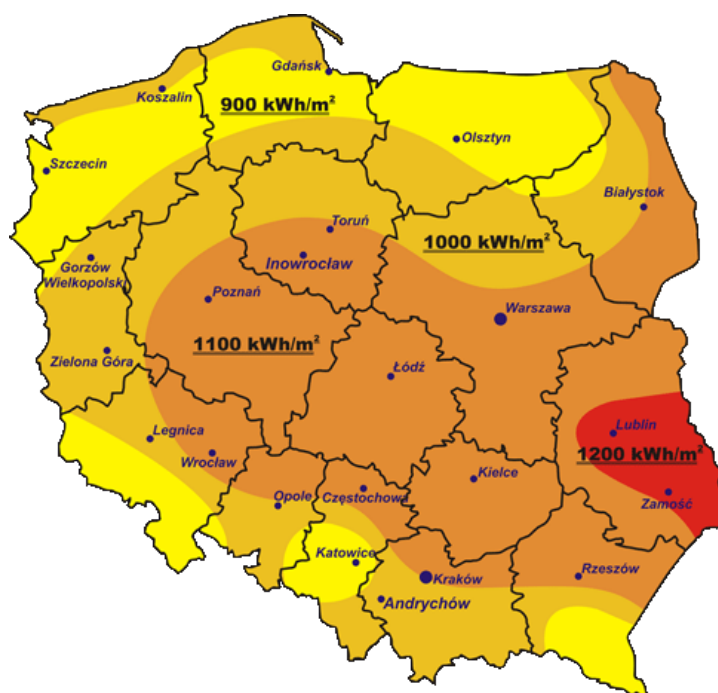 Gdańsk
Koszalin
900 kWh/m²
Olsztyn
Szczecin
Białystok
Toruń
1000 kWh/m²
Inowrocław
Gorzów
Wielkopolski
Poznań
Warszawa
1100 kWh/m²
Zielona Góra
Łódź
Legnica
Lublin
1200 kWh/m²
Wrocław
Kielce
Opole
Częstochowa
Zamość
Katowice
Kraków
Rzeszów
Andrychów